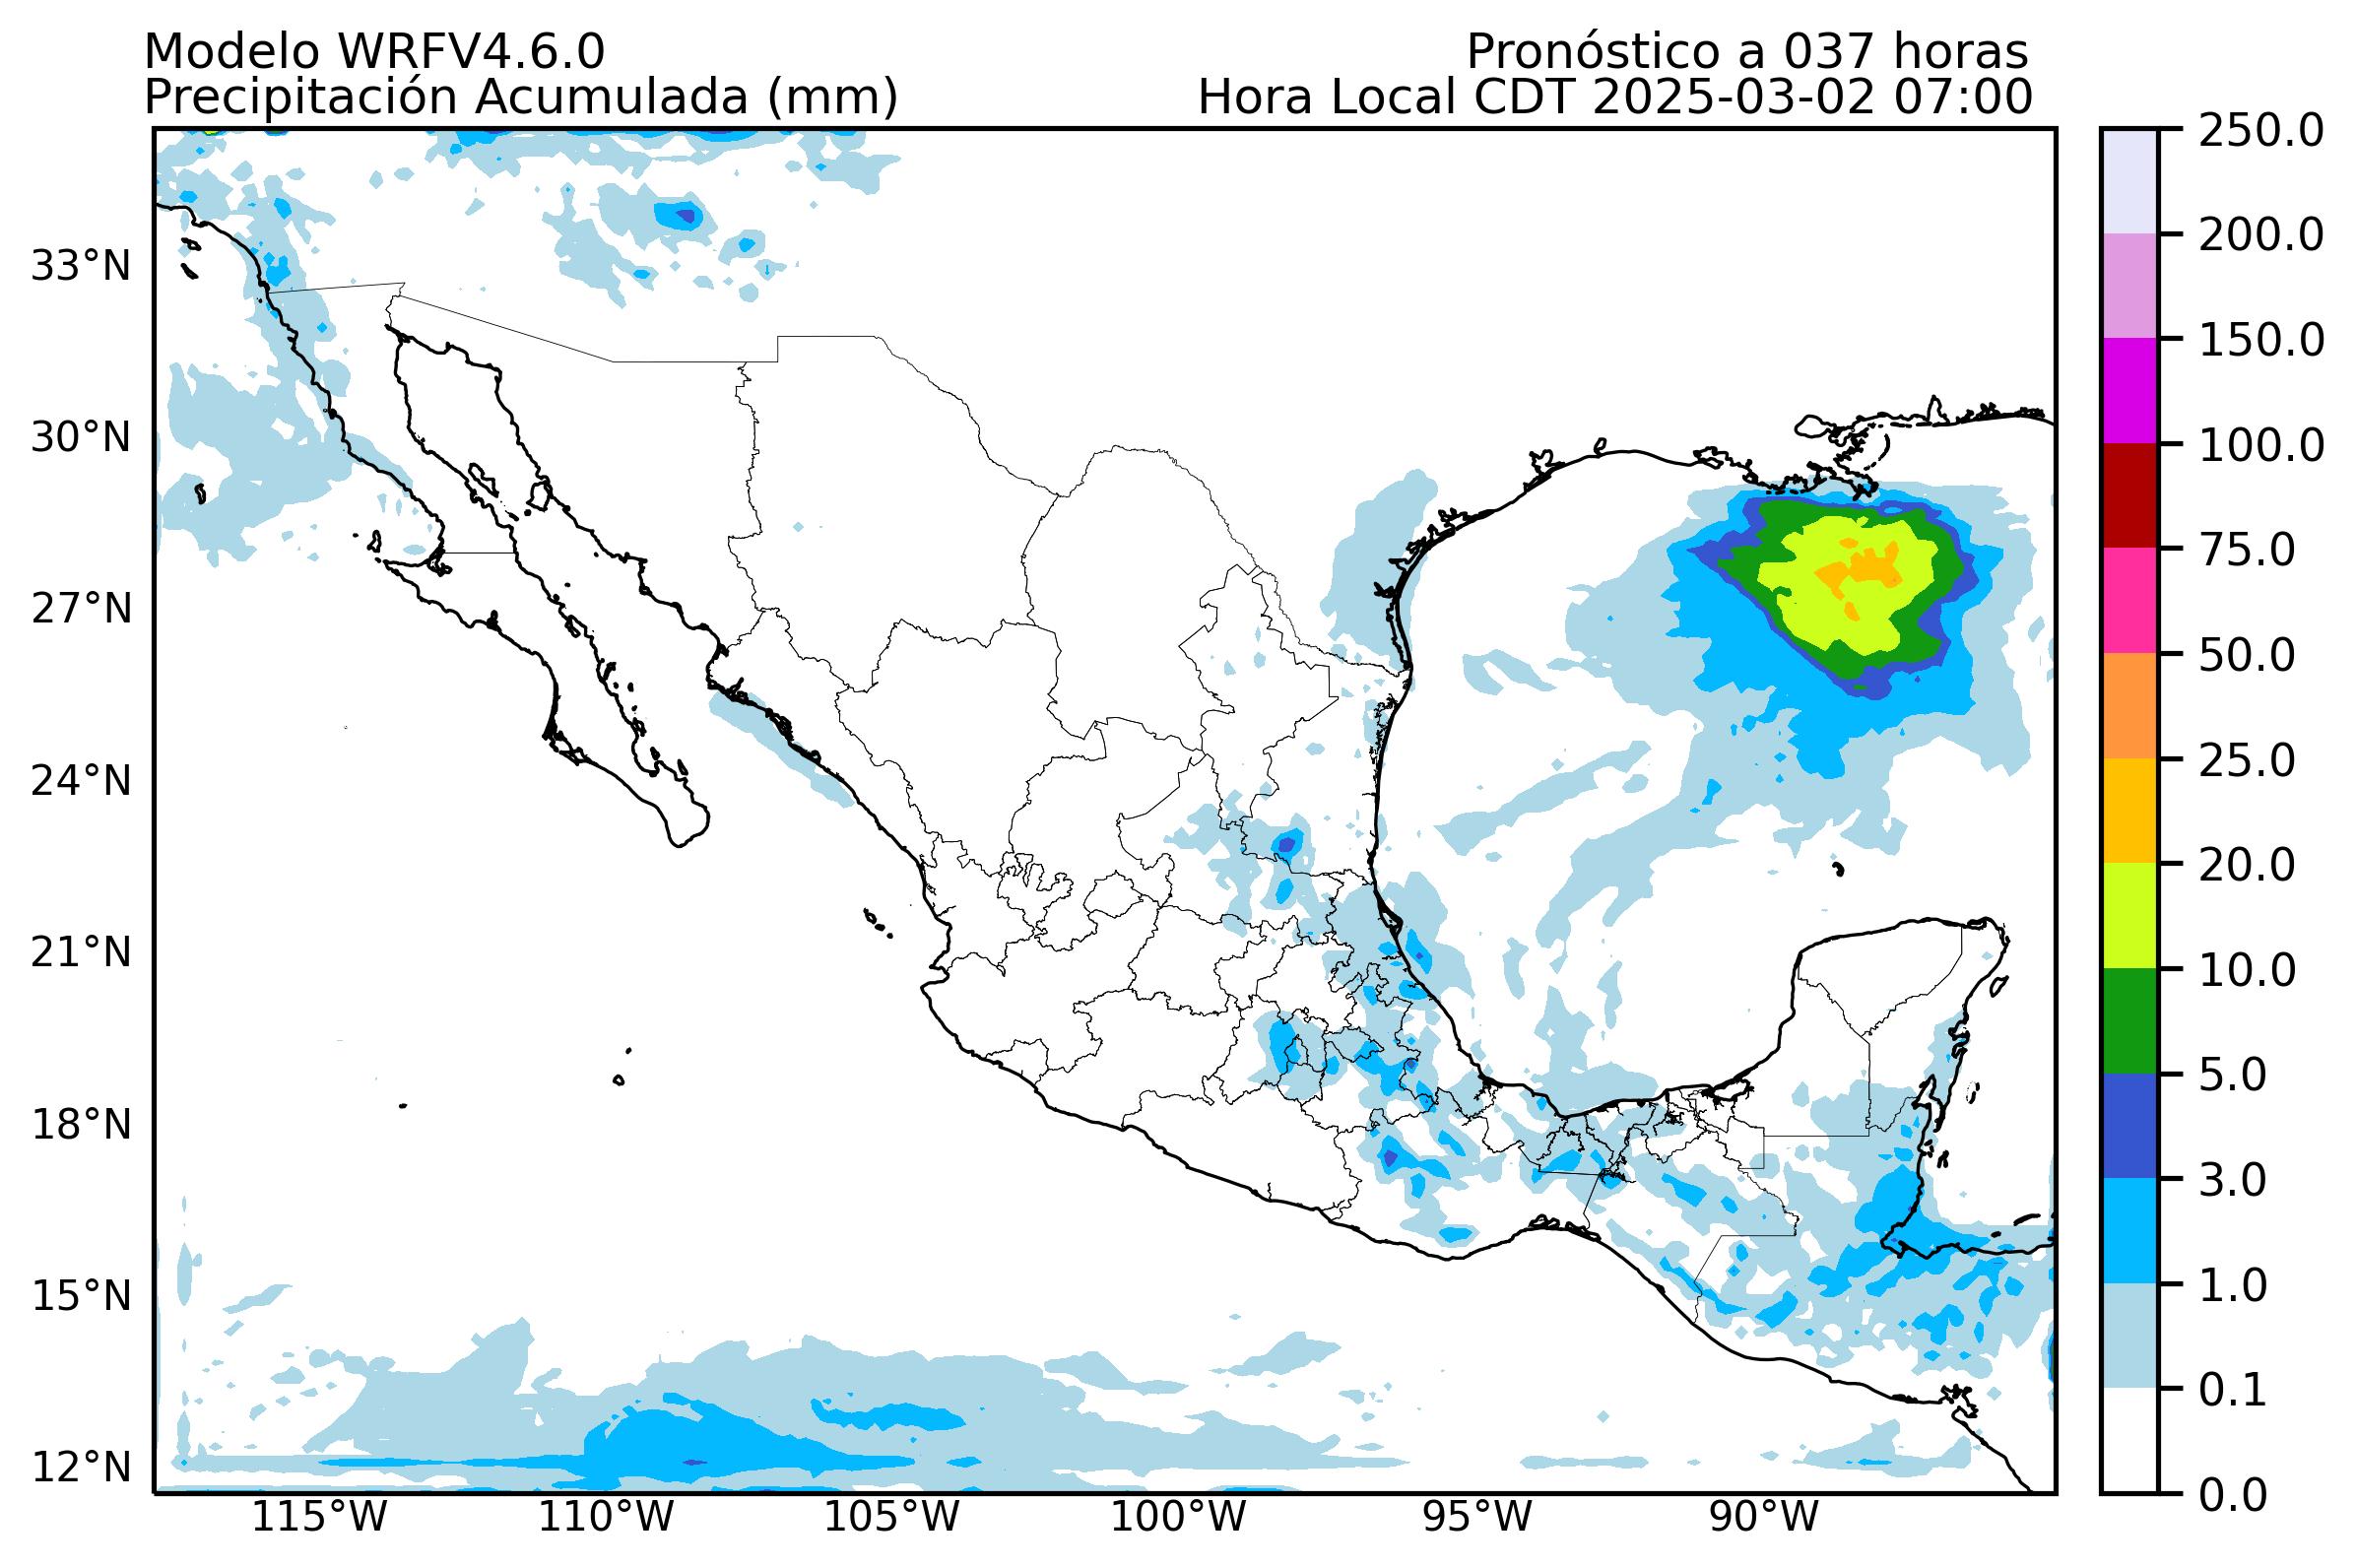 Modelo WRFV4.6.0
Pronóstico a 037 horas
Precipitación Acumulada (mm)
Hora Local CDT 2025-03-02 07:00
33°N
30°N
27°N
24°N
21°N
18°N
15°N
12°N
115°W
110°W
105°W
100°W
95°W
90°W
250.0
200.0
150.0
100.0
75.0
50.0
25.0
20.0
10.0
5.0
3.0
1.0
0.1
0.0